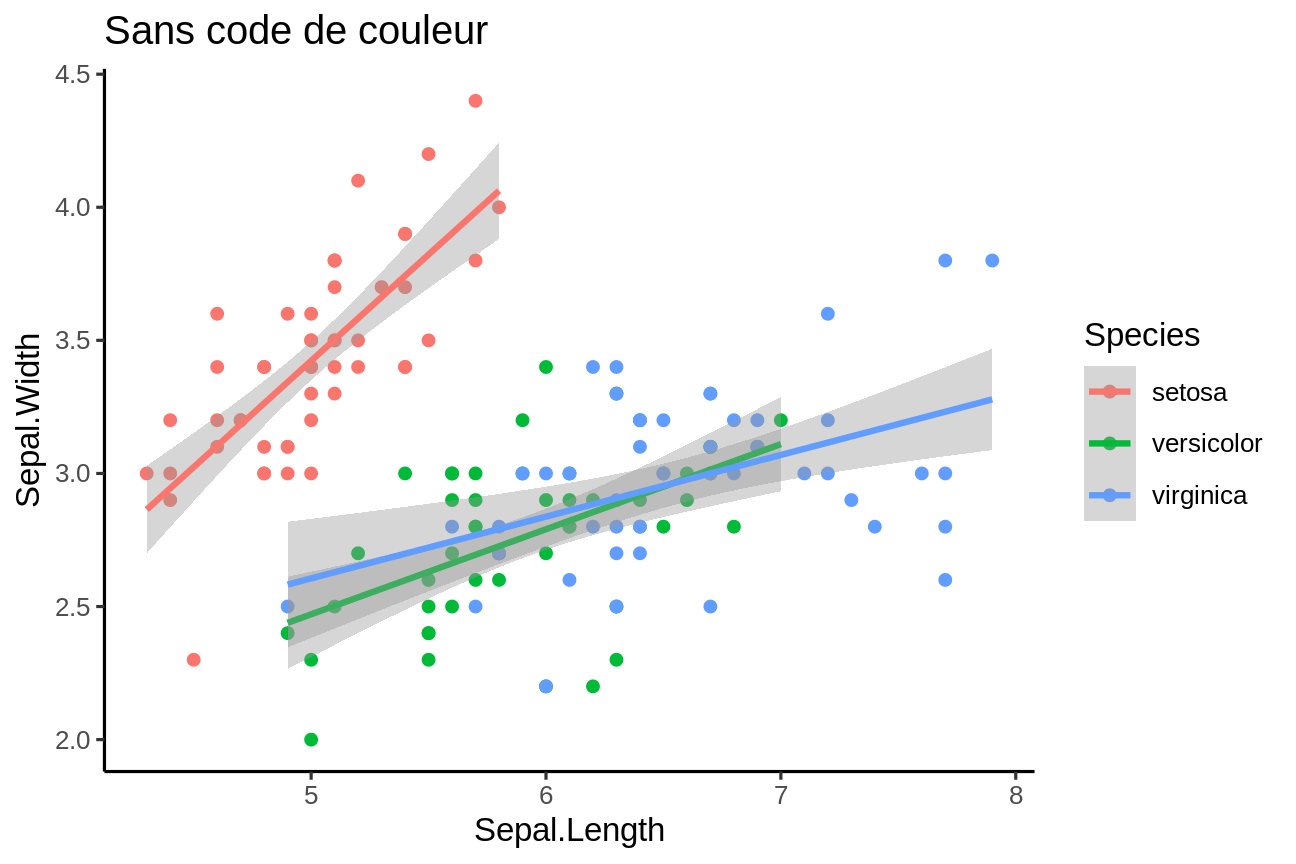 Sans code de couleur
4.5
4.0
3.5
3.0
2.5
2.0
Sepal.Width
5 6 7 8
Sepal.Length
Species
setosa
versicolor
virginica